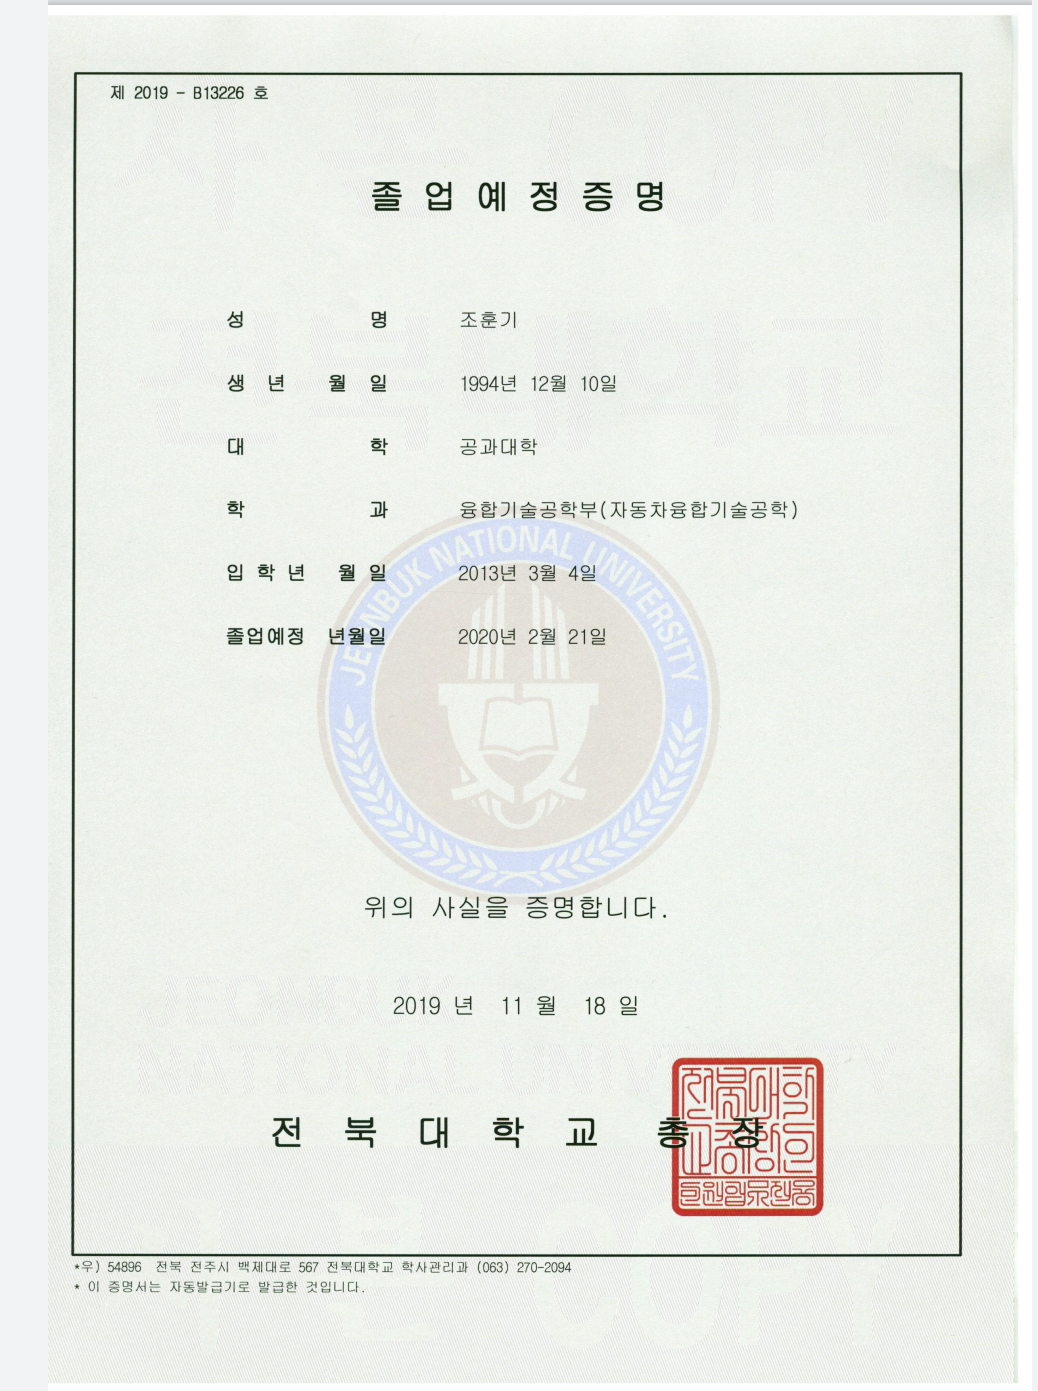 제 2019 - B13226 호
졸 업 예 정 증 명
성 명 조훈기
생 년 월 일 1994년 12월 10일
대 학 공과대학
학 과 융합기술공학부(자동차융합기술공학)
입 학 년 월 일 2013년 3월 4일
졸업예정 년월일 2020년 2월 21일
JEONBUK NATIONAL UNIVERSITY
위의 사실을 증명합니다.
2019 년 11 월 18 일
전 북 대 학 교 총 장
*우) 54896 전북 전주시 백제대로 567 전북대학교 학사관리과 (063) 270-2094
* 이 증명서는 자동발급기로 발급한 것입니다.